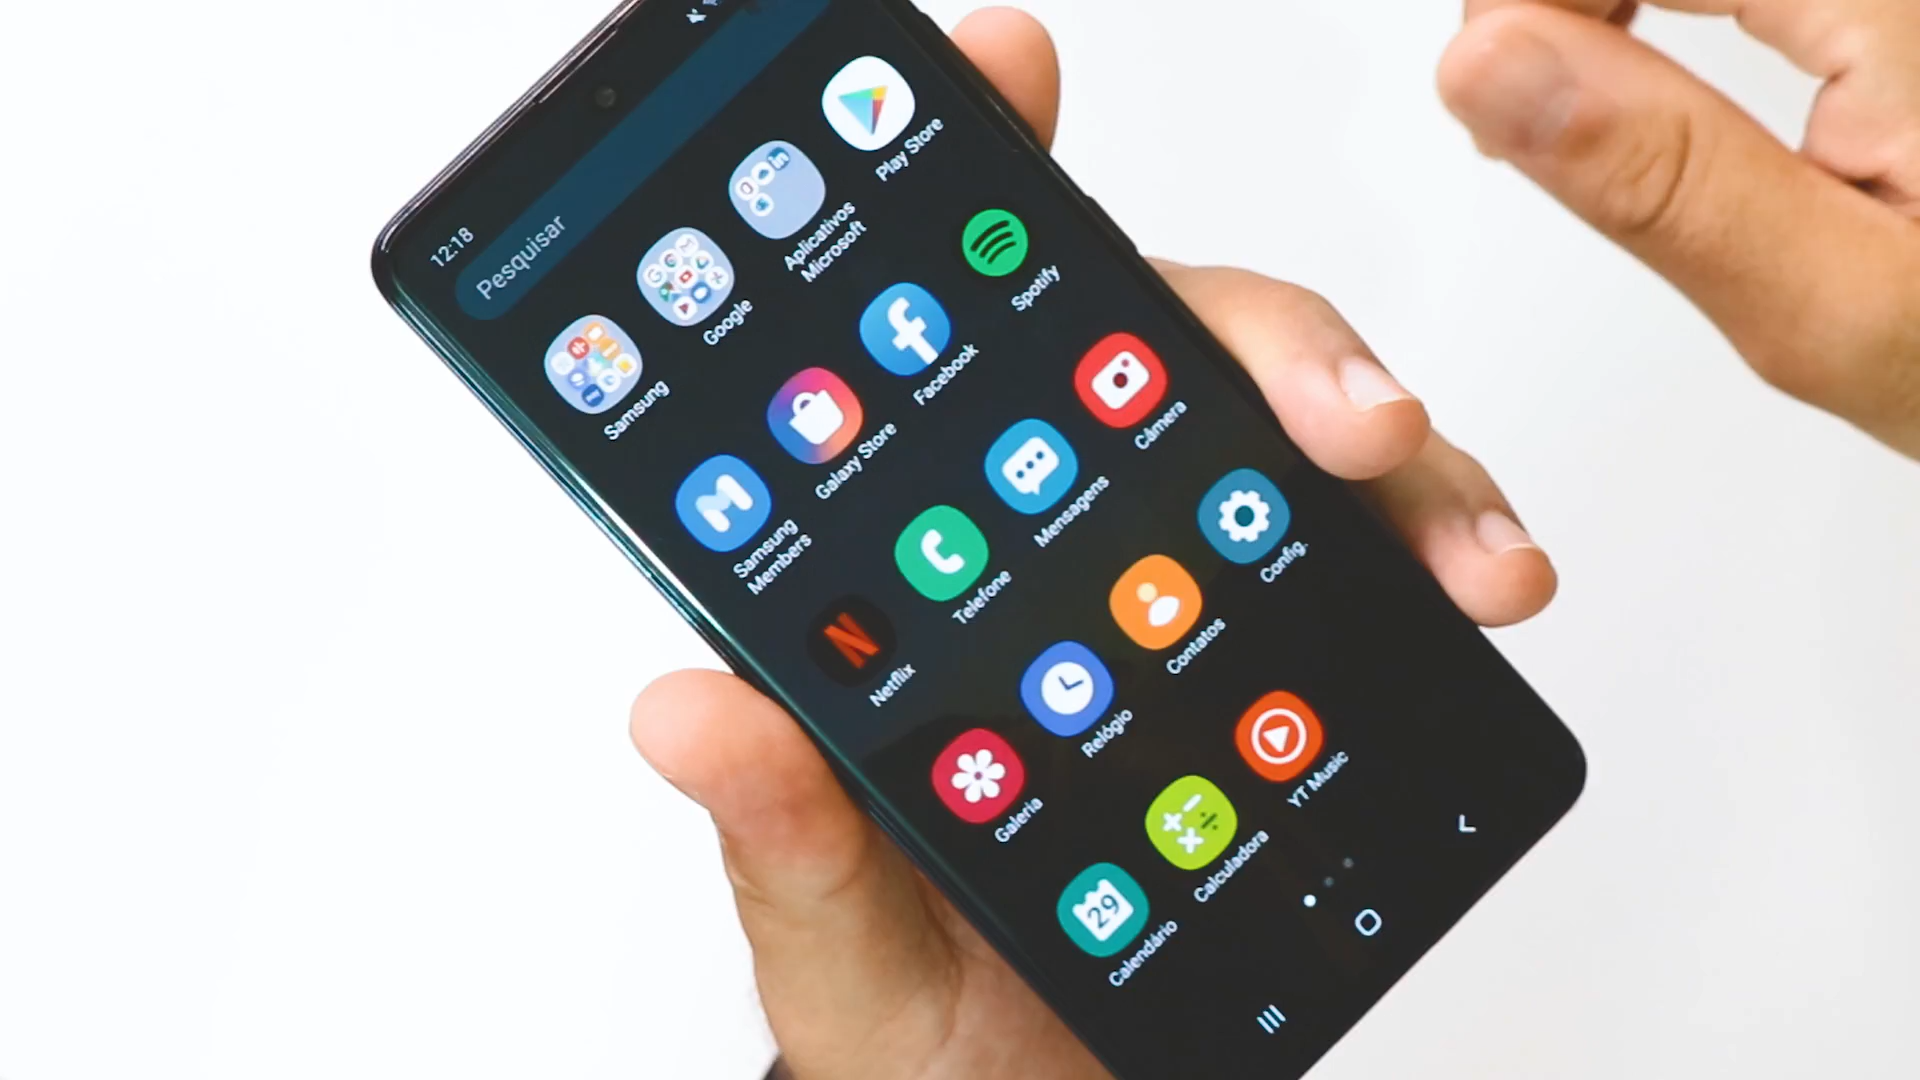 12:18
Pesquisar
Samsung
Google
Aplicativos
Microsoft
in
Play Store
Samsung
Members
Galaxy Store
Facebook
Spotify
Netflix
Telefone
Mensagens
Câmera
Galeria
Relógio
Contatos
Config.
29
Calendário
Calculadora
YT Music